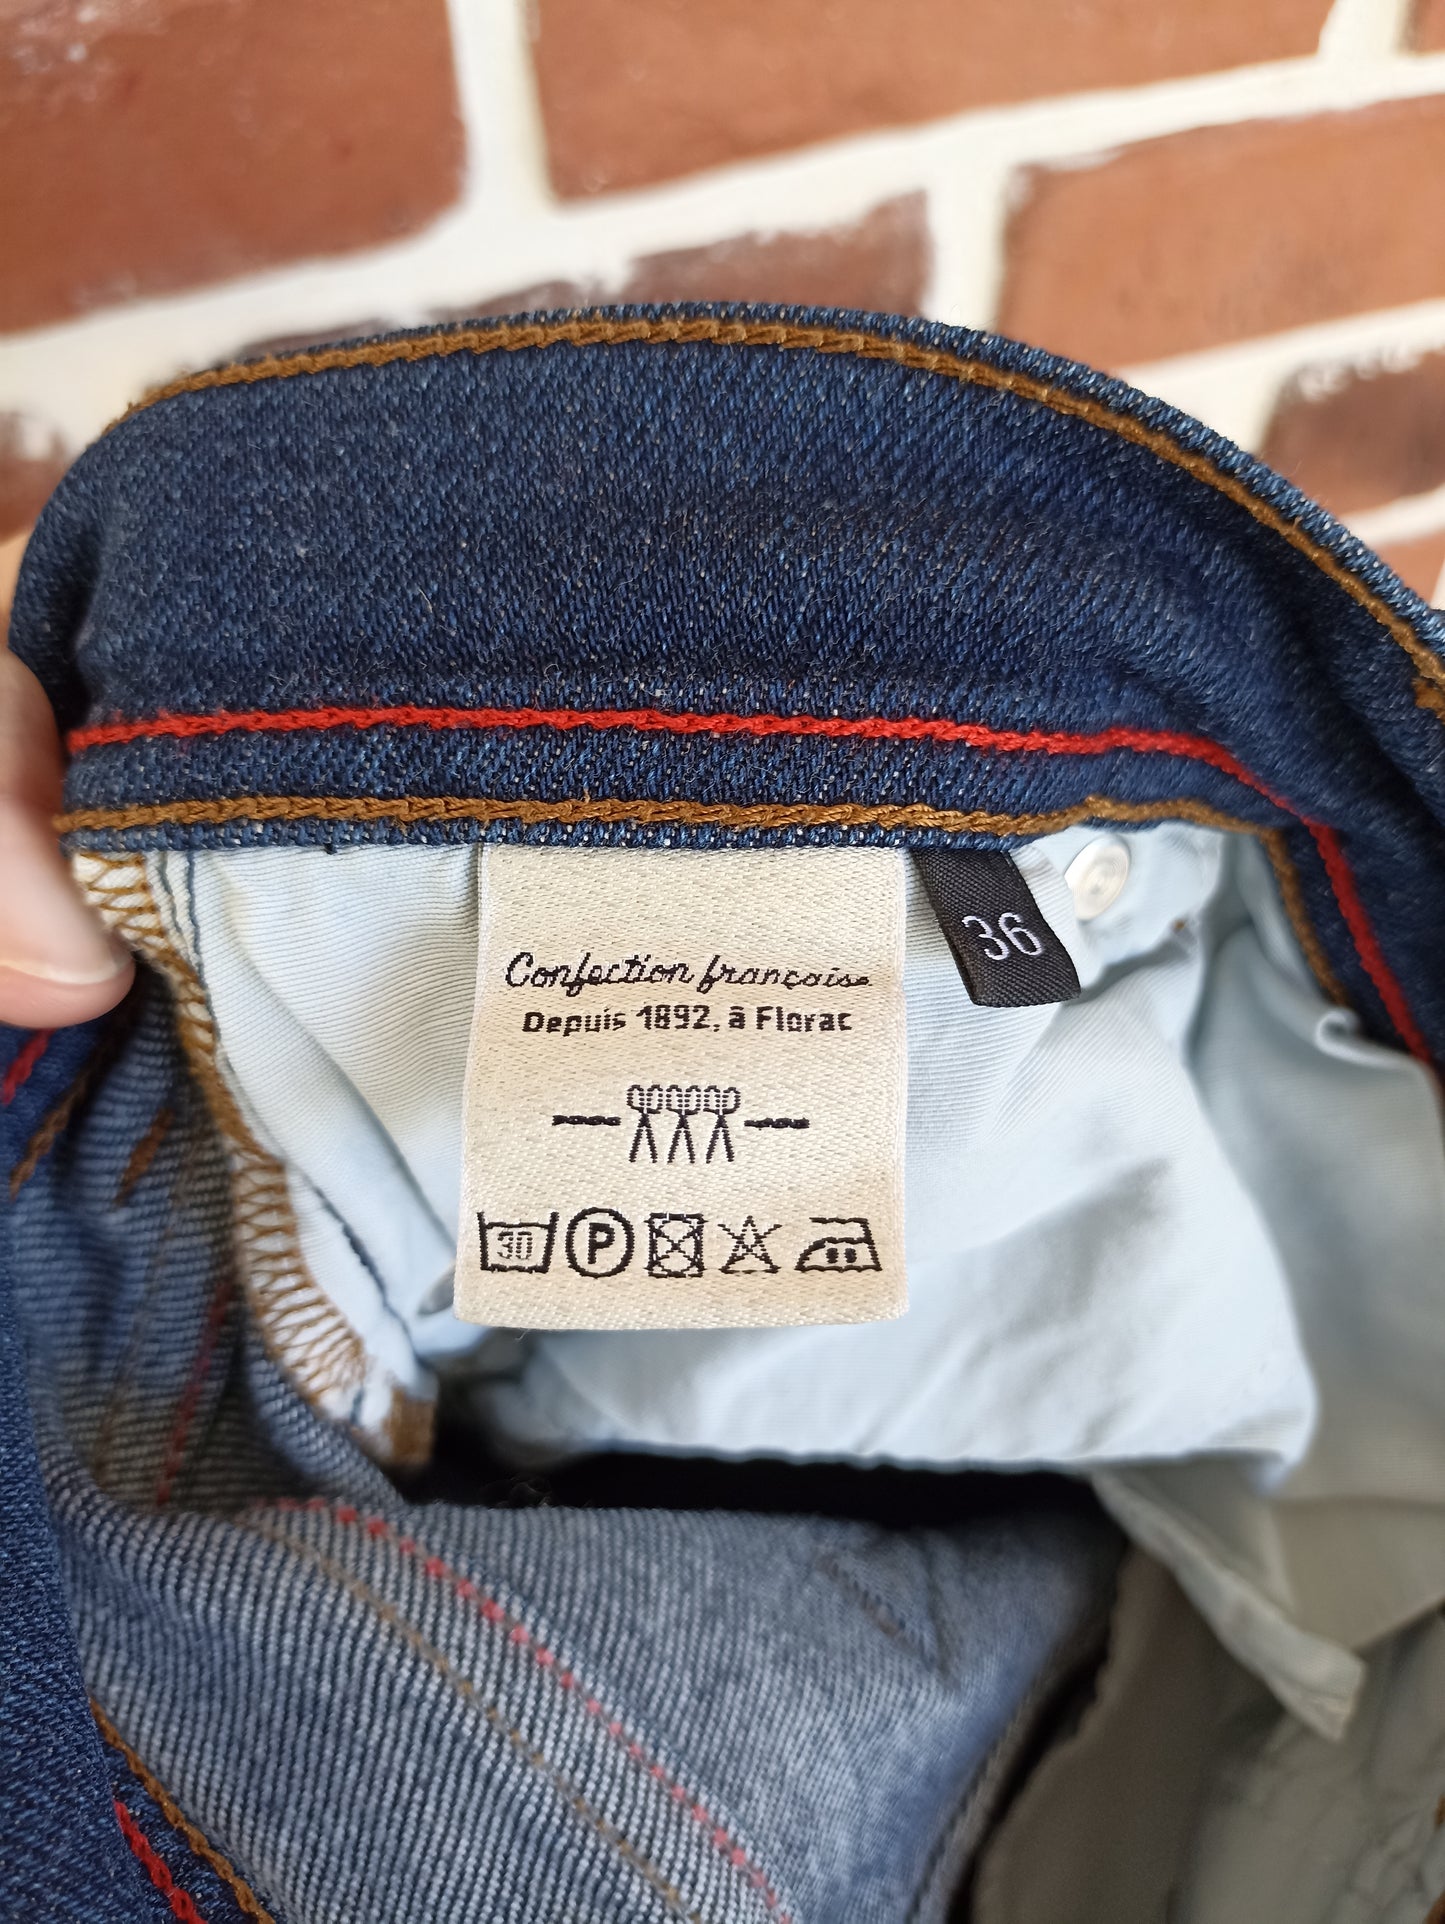 Confection française
Depuis 1892, à Florac
36
30
P